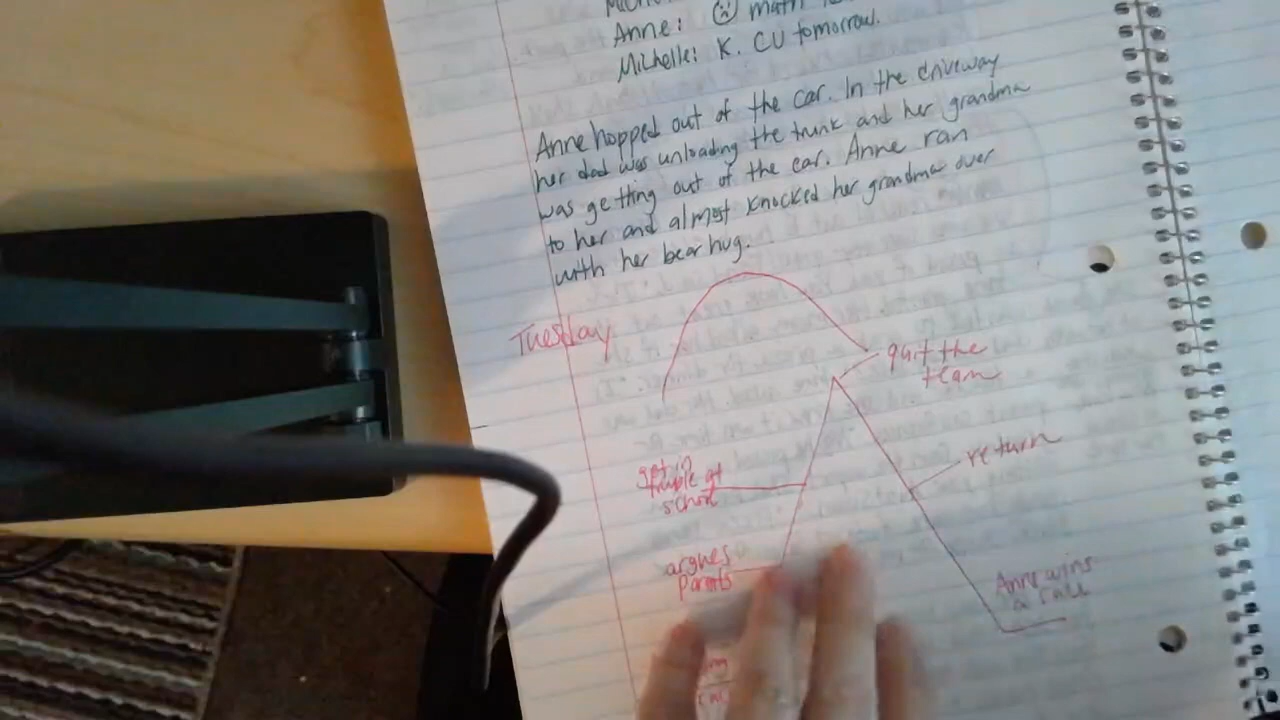 Anne: ☹ math
Michelle: K. CU tomorrow.
Anne hopped out of the car. In the driveway
her dad was unloading the trunk and her grandma
was getting out of the car. Anne ran
to her and almost knocked her grandma over
with her bear hug.
Tuesday
quit the
team
return
get in
trouble at
school
argues
parents
Anne wins
a